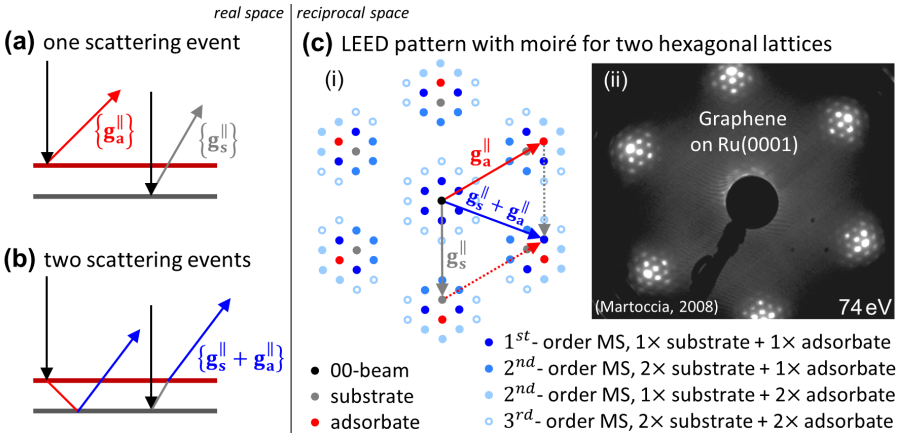 real space
reciprocal space
(a) one scattering event
{g_a^∥}
{g_s^∥}
(b) two scattering events
{g_s^∥ + g_a^∥}
(c) LEED pattern with moiré for two hexagonal lattices
(i)
g_a^∥
g_s^∥ + g_a^∥
g_s^∥
(ii)
Graphene
on Ru(0001)
(Martoccia, 2008)
74 eV
00-beam
substrate
adsorbate
1^st- order MS, 1× substrate + 1× adsorbate
2^nd- order MS, 2× substrate + 1× adsorbate
2^nd- order MS, 1× substrate + 2× adsorbate
3^rd- order MS, 2× substrate + 2× adsorbate